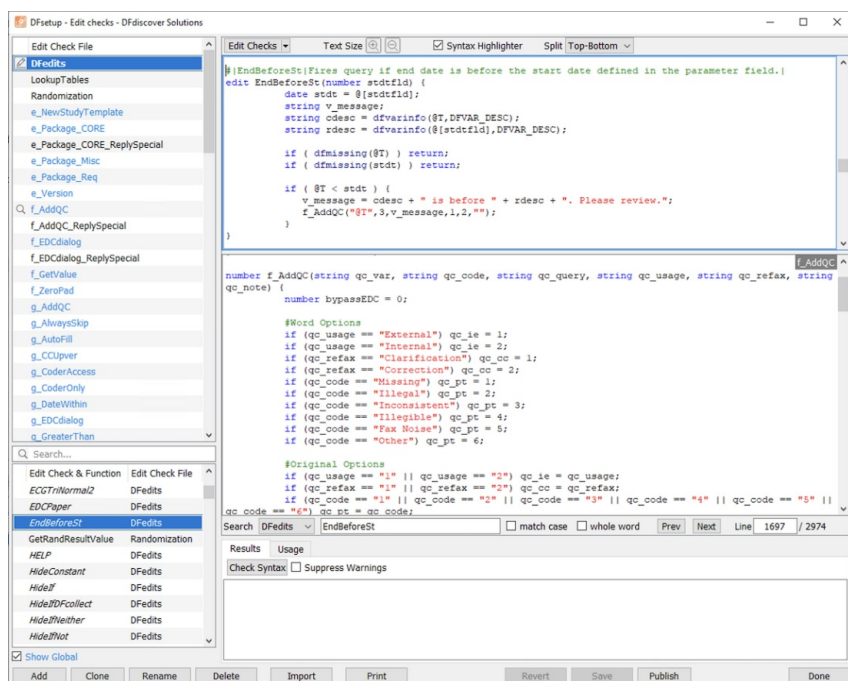 DFsetup - Edit checks - DFdiscover Solutions
Edit Check File
DFedits
LookupTables
Randomization
e_NewStudyTemplate
e_Package_CORE
e_Package_CORE_ReplySpecial
e_Package_Misc
e_Package_Req
e_Version
f_AddQC
f_AddQC_ReplySpecial
f_EDCdialog
f_EDCdialog_ReplySpecial
f_GetValue
f_ZeroPad
g_AddQC
g_AlwaysSkip
g_AutoFill
g_CCUpver
g_CoderAccess
g_CoderOnly
g_DateWithin
g_EDCdialog
g_GreaterThan
Search...
Edit Check & Function Edit Check File
ECGTriNormal2 DFedits
EDCPaper DFedits
EndBeforeSt DFedits
GetRandResultValue Randomization
HELP DFedits
HideConstant DFedits
HideIf DFedits
HideIfDFcollect DFedits
HideIfNeither DFedits
HideIfNot DFedits
Show Global
Edit Checks Text Size Syntax Highlighter Split Top-Bottom
#|EndBeforeSt|Fires query if end date is before the start date defined in the parameter field.|
edit EndBeforeSt(number stdtfld) {
date stdt = @[stdtfld];
string v_message;
string cdesc = dfvarinfo(@T,DFVAR_DESC);
string rdesc = dfvarinfo(@[stdtfld],DFVAR_DESC);
if ( dfmissing(@T) ) return;
if ( dfmissing(stdt) ) return;
if ( @T < stdt ) {
v_message = cdesc + " is before " + rdesc + ". Please review.";
f_AddQC("@T",3,v_message,1,2,"");
}
}
f_AddQC
number f_AddQC(string qc_var, string qc_code, string qc_query, string qc_usage, string qc_refax, string
qc_note) {
number bypassEDC = 0;
#Word Options
if (qc_usage == "External") qc_ie = 1;
if (qc_usage == "Internal") qc_ie = 2;
if (qc_refax == "Clarification") qc_cc = 1;
if (qc_refax == "Correction") qc_cc = 2;
if (qc_code == "Missing") qc_pt = 1;
if (qc_code == "Illegal") qc_pt = 2;
if (qc_code == "Inconsistent") qc_pt = 3;
if (qc_code == "Illegible") qc_pt = 4;
if (qc_code == "Fax Noise") qc_pt = 5;
if (qc_code == "Other") qc_pt = 6;
#Original Options
if (qc_usage == "1" || qc_usage == "2") qc_ie = qc_usage;
if (qc_refax == "1" || qc_refax == "2") qc_cc = qc_refax;
if (qc_code == "1" || qc_code == "2" || qc_code == "3" || qc_code == "4" || qc_code == "5" ||
qc_code == "6") qc_pt = qc_code;
Search DFedits EndBeforeSt match case whole word Prev Next Line 1697 / 2974
Results Usage
Check Syntax Suppress Warnings
Add Clone Rename Delete Import Print Revert Save Publish Done